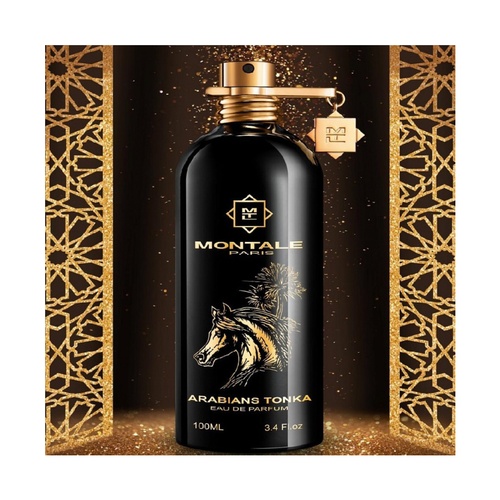 MONTALE
PARIS
ARABIANS TONKA
EAU DE PARFUM
100ML 3.4 Fl.oz